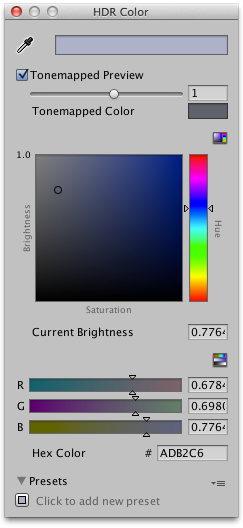 HDR Color
Tonemapped Preview
1
Tonemapped Color
1.0
Brightness
Hue
Saturation
Current Brightness 0.7764
R 0.6784
G 0.6980
B 0.7764
Hex Color # ADB2C6
Presets
Click to add new preset